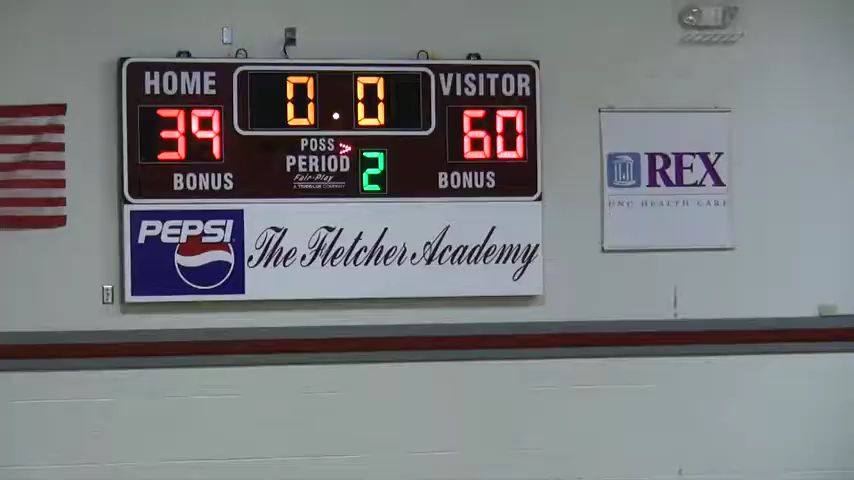 HOME 0.0 VISITOR
39 POSS > 60
PERIOD 2
BONUS Fair-Play BONUS
PEPSI The Fletcher Academy
REX
UNC HEALTH CARE